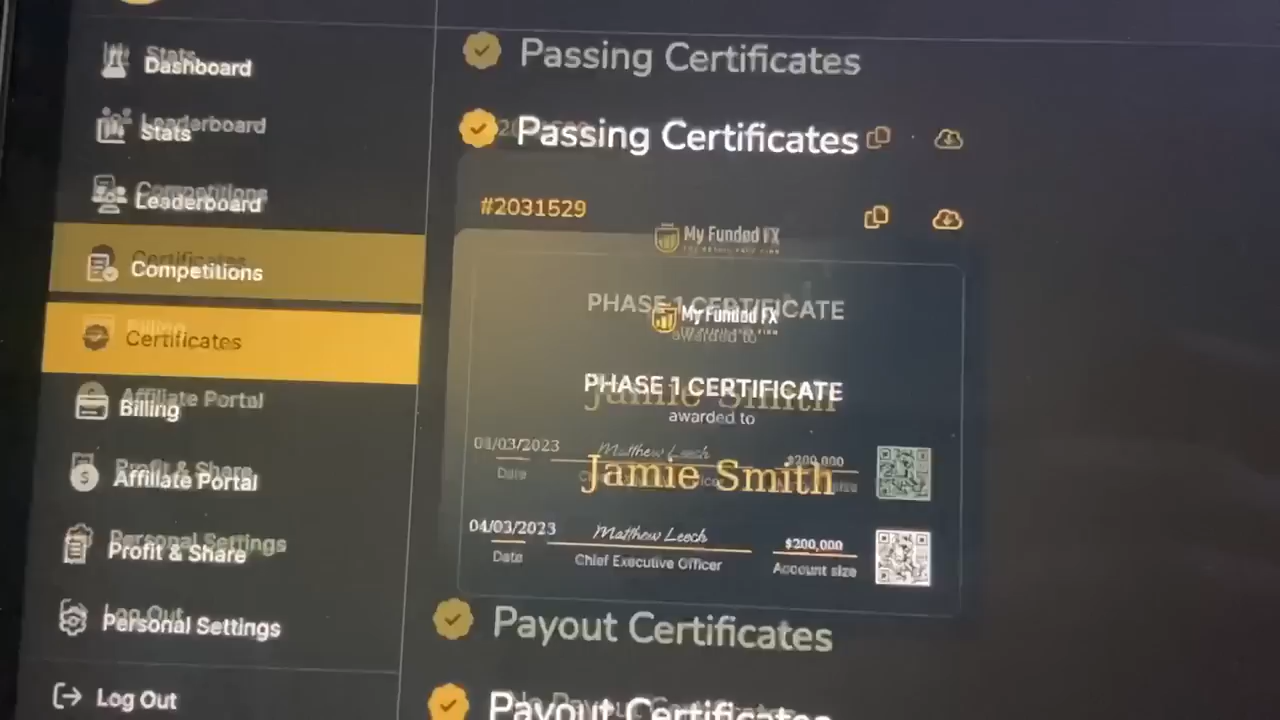 Stats
Dashboard
Leaderboard
Stats
Competitions
Leaderboard
Certificates
Competitions
Billing
Certificates
Affiliate Portal
Billing
Profit & Share
Affiliate Portal
Personal Settings
Profit & Share
Log Out
Personal Settings
Log Out
Passing Certificates
Passing Certificates
#2031529
My Funded FX
PHASE 1 CERTIFICATE
My Funded FX
awarded to
PHASE 1 CERTIFICATE
Jamie Smith
awarded to
03/03/2023 Matthew Leech $200,000
Date
Jamie Smith
04/03/2023 Matthew Leech $200,000
Date Chief Executive Officer Account size
Payout Certificates
Payout Certificates